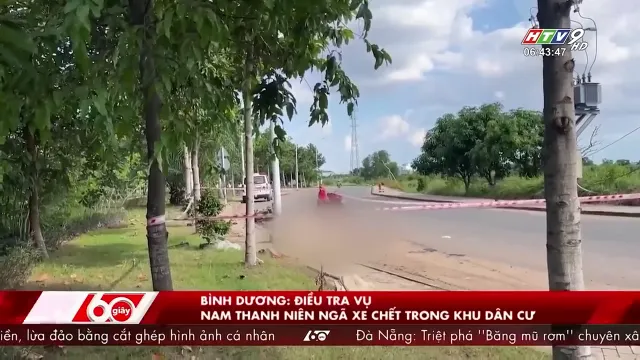 HTV9 HD
06:43:47
60 giây
BÌNH DƯƠNG: ĐIỀU TRA VỤ
NAM THANH NIÊN NGÃ XE CHẾT TRONG KHU DÂN CƯ
iển, lừa đảo bằng cắt ghép hình ảnh cá nhân
Đà Nẵng: Triệt phá "Băng mũ rơm" chuyên xâ